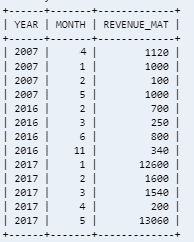 +------+-------+-------------+
| YEAR | MONTH | REVENUE_MAT |
+------+-------+-------------+
| 2007 | 4 | 1120 |
| 2007 | 1 | 1000 |
| 2007 | 2 | 100 |
| 2007 | 5 | 1000 |
| 2016 | 2 | 700 |
| 2016 | 3 | 250 |
| 2016 | 6 | 800 |
| 2016 | 11 | 340 |
| 2017 | 1 | 12600 |
| 2017 | 2 | 1600 |
| 2017 | 3 | 1540 |
| 2017 | 4 | 200 |
| 2017 | 5 | 13060 |
+------+-------+-------------+